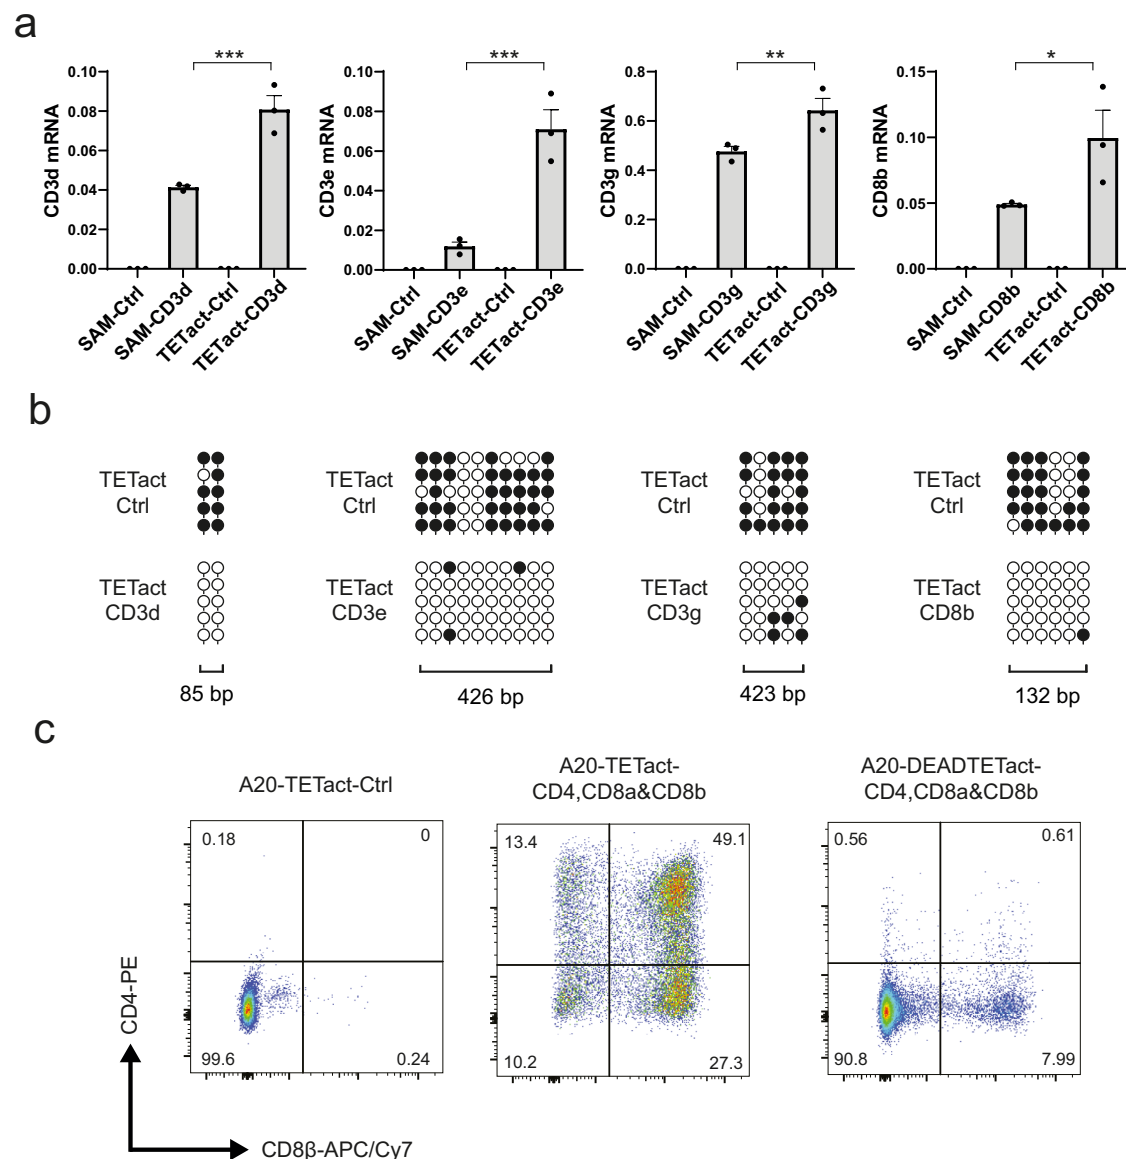 a
***
***
**
*
CD3d mRNA
0.10
0.08
0.06
0.04
0.02
0.00
SAM-Ctrl
SAM-CD3d
TETact-Ctrl
TETact-CD3d
CD3e mRNA
0.10
0.08
0.06
0.04
0.02
0.00
SAM-Ctrl
SAM-CD3e
TETact-Ctrl
TETact-CD3e
CD3g mRNA
0.8
0.6
0.4
0.2
0.0
SAM-Ctrl
SAM-CD3g
TETact-Ctrl
TETact-CD3g
CD8b mRNA
0.15
0.10
0.05
0.00
SAM-Ctrl
SAM-CD8b
TETact-Ctrl
TETact-CD8b
b
TETact
Ctrl
TETact
Ctrl
TETact
Ctrl
TETact
Ctrl
TETact
CD3d
TETact
CD3e
TETact
CD3g
TETact
CD8b
85 bp
426 bp
423 bp
132 bp
c
A20-TETact-Ctrl
0.18
0
99.6
0.24
A20-TETact-
CD4,CD8a&CD8b
13.4
49.1
10.2
27.3
A20-DEADTETact-
CD4,CD8a&CD8b
0.56
0.61
90.8
7.99
CD4-PE
CD8β-APC/Cy7